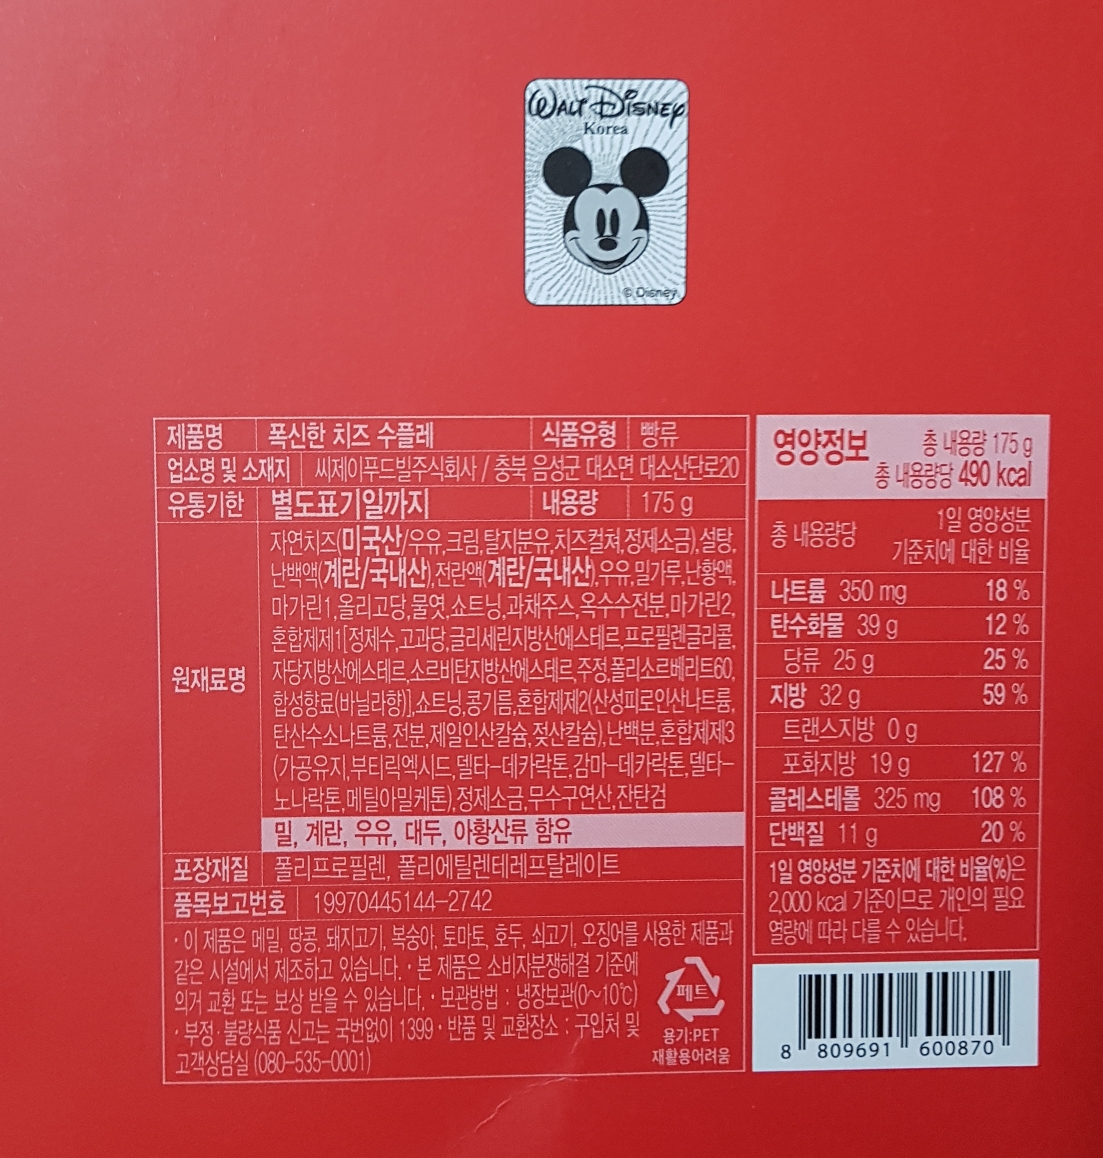 WALT DISNEY
Korea
© Disney
제품명 폭신한 치즈 수플레 식품유형 빵류
업소명 및 소재지 씨제이푸드빌주식회사 / 충북 음성군 대소면 대소산단로20
유통기한 별도표기일까지 내용량 175 g
원재료명
자연치즈(미국산/우유,크림,탈지분유,치즈컬쳐,정제소금),설탕,
난백액(계란/국내산),전란액(계란/국내산),우유,밀가루,난황액,
마가린1,올리고당,물엿,쇼트닝,과채주스,옥수수전분,마가린2,
혼합제제1[정제수,고과당,글리세린지방산에스테르,프로필렌글리콜,
자당지방산에스테르,소르비탄지방산에스테르,주정,폴리소르베이트60,
합성향료(바닐라향)],쇼트닝,콩기름,혼합제제2(산성피로인산나트륨,
탄산수소나트륨,전분,제일인산칼슘,젖산칼슘),난백분,혼합제제3
(가공유지,부티릭엑시드,델타-데카락톤,감마-데카락톤,델타-
노나락톤,메틸아밀케톤),정제소금,무수구연산,잔탄검
밀, 계란, 우유, 대두, 아황산류 함유
포장재질 폴리프로필렌, 폴리에틸렌테레프탈레이트
품목보고번호 19970445144-2742
· 이 제품은 메밀, 땅콩, 돼지고기, 복숭아, 토마토, 호두, 쇠고기, 오징어를 사용한 제품과
같은 시설에서 제조하고 있습니다. · 본 제품은 소비자분쟁해결 기준에
의거 교환 또는 보상 받을 수 있습니다. · 보관방법 : 냉장보관(0~10℃)
· 부정·불량식품 신고는 국번없이 1399 · 반품 및 교환장소 : 구입처 및
고객상담실 (080-535-0001)
페트
용기:PET
재활용어려움
영양정보 총 내용량 175 g
총 내용량당 490 kcal
총 내용량당 1일 영양성분
기준치에 대한 비율
나트륨 350 mg 18 %
탄수화물 39 g 12 %
당류 25 g 25 %
지방 32 g 59 %
트랜스지방 0 g
포화지방 19 g 127 %
콜레스테롤 325 mg 108 %
단백질 11 g 20 %
1일 영양성분 기준치에 대한 비율(%)은
2,000 kcal 기준이므로 개인의 필요
열량에 따라 다를 수 있습니다.
8 809691 600870